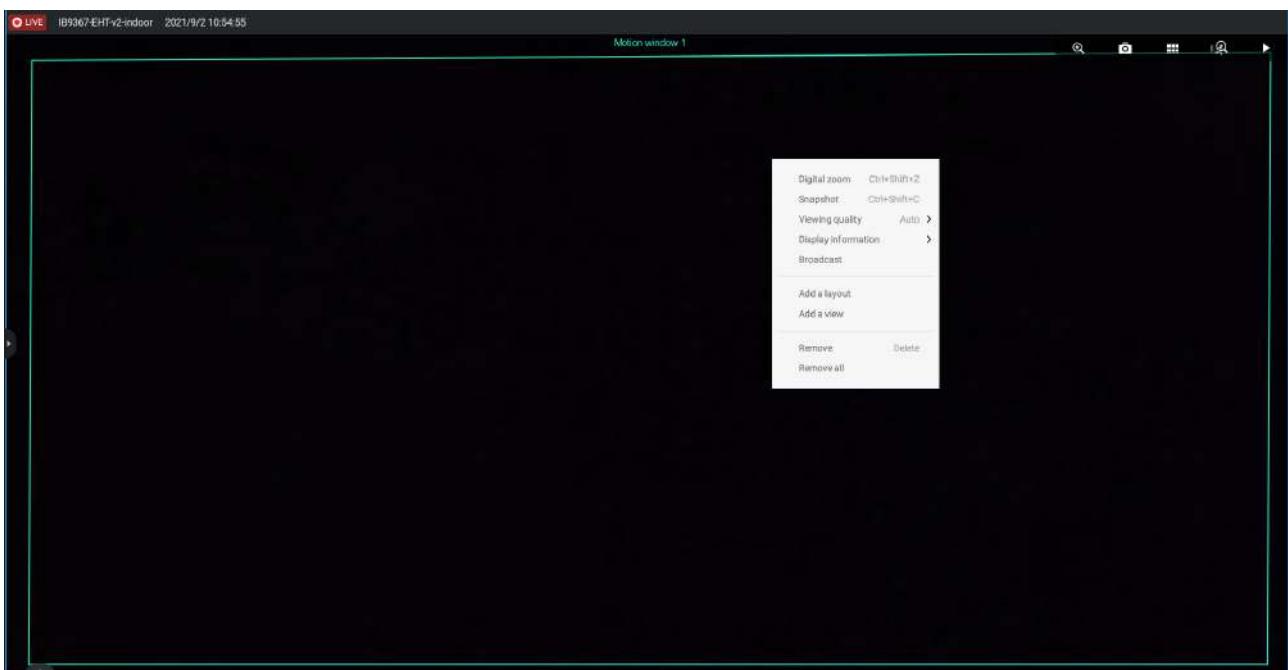 LIVE IB9367-EHT-v2-indoor 2021/9/2 10:54:55
Motion window 1
Digital zoom Ctrl+Shift+Z
Snapshot Ctrl+Shift+C
Viewing quality Auto
Display information
Broadcast
Add a layout
Add a view
Remove Delete
Remove all